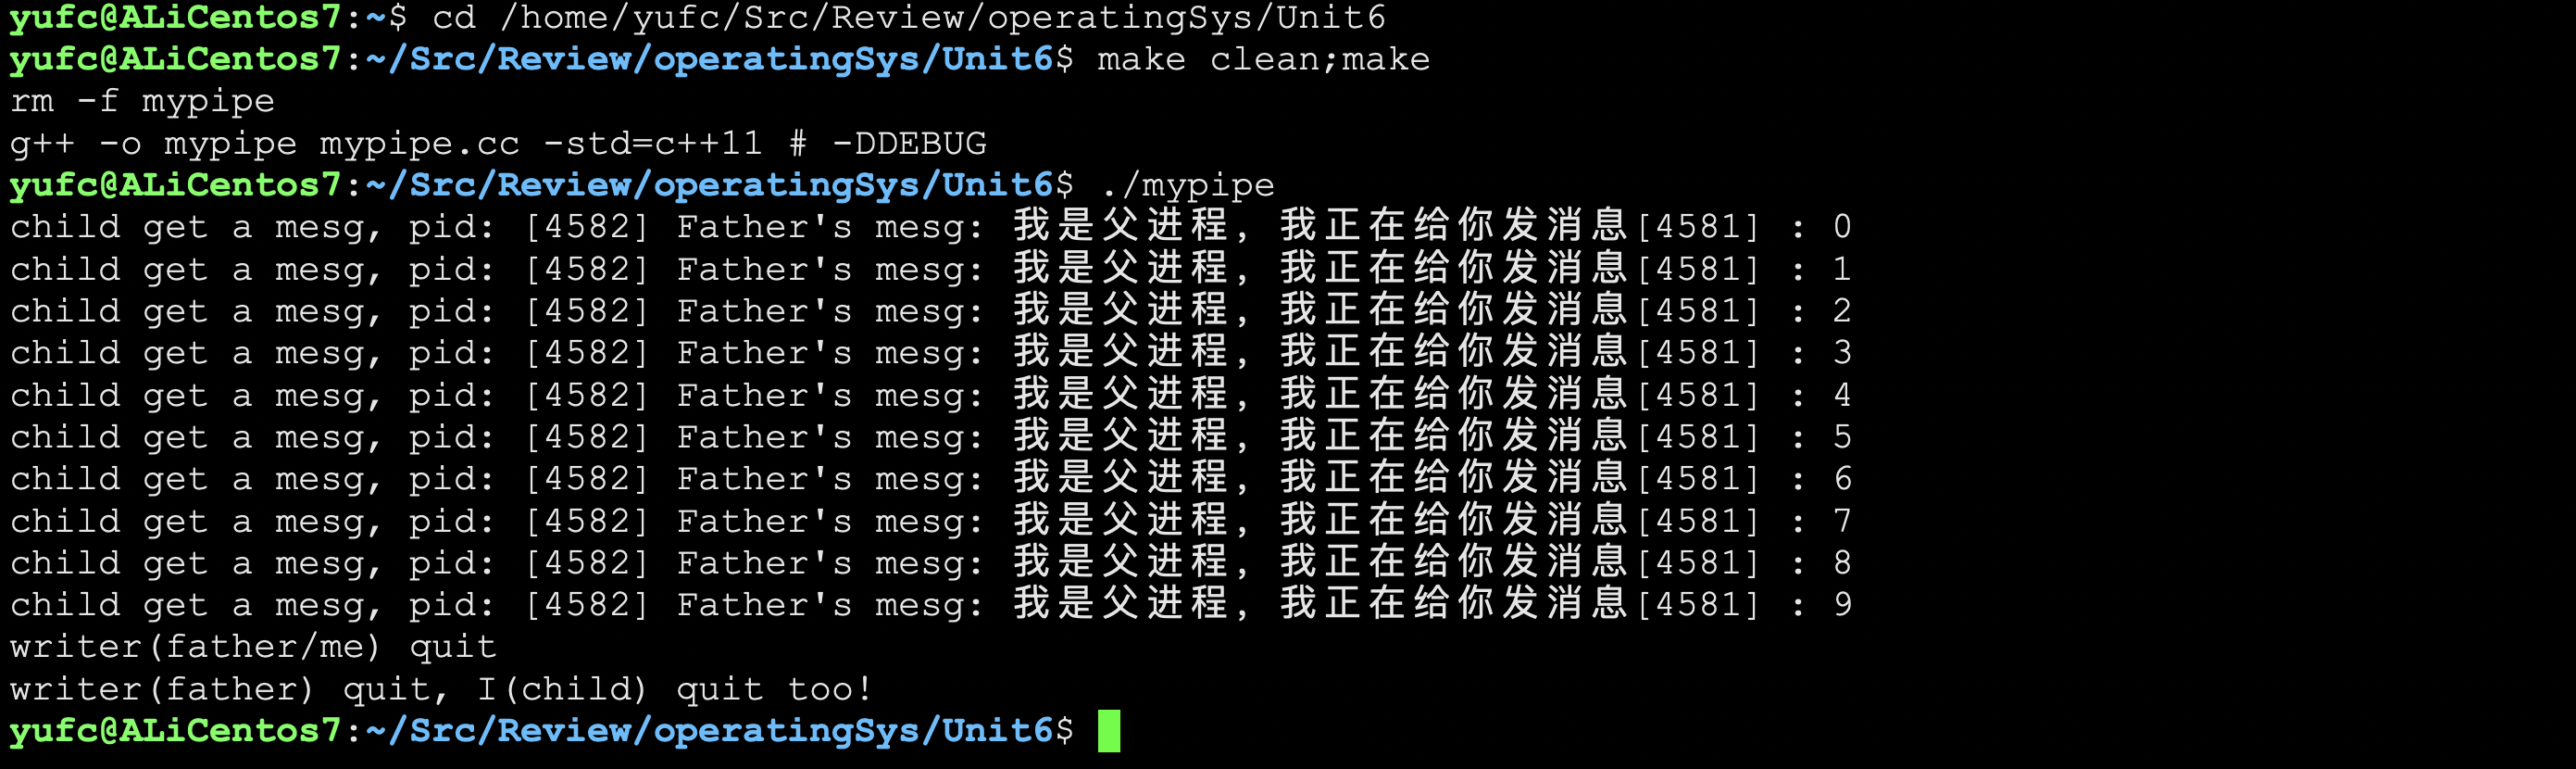 yufc@ALiCentos7:~$ cd /home/yufc/Src/Review/operatingSys/Unit6
yufc@ALiCentos7:~/Src/Review/operatingSys/Unit6$ make clean;make
rm -f mypipe
g++ -o mypipe mypipe.cc -std=c++11 # -DDEBUG
yufc@ALiCentos7:~/Src/Review/operatingSys/Unit6$ ./mypipe
child get a mesg, pid: [4582] Father's mesg: 我是父进程, 我正在给你发消息[4581] : 0
child get a mesg, pid: [4582] Father's mesg: 我是父进程, 我正在给你发消息[4581] : 1
child get a mesg, pid: [4582] Father's mesg: 我是父进程, 我正在给你发消息[4581] : 2
child get a mesg, pid: [4582] Father's mesg: 我是父进程, 我正在给你发消息[4581] : 3
child get a mesg, pid: [4582] Father's mesg: 我是父进程, 我正在给你发消息[4581] : 4
child get a mesg, pid: [4582] Father's mesg: 我是父进程, 我正在给你发消息[4581] : 5
child get a mesg, pid: [4582] Father's mesg: 我是父进程, 我正在给你发消息[4581] : 6
child get a mesg, pid: [4582] Father's mesg: 我是父进程, 我正在给你发消息[4581] : 7
child get a mesg, pid: [4582] Father's mesg: 我是父进程, 我正在给你发消息[4581] : 8
child get a mesg, pid: [4582] Father's mesg: 我是父进程, 我正在给你发消息[4581] : 9
writer(father/me) quit
writer(father) quit, I(child) quit too!
yufc@ALiCentos7:~/Src/Review/operatingSys/Unit6$